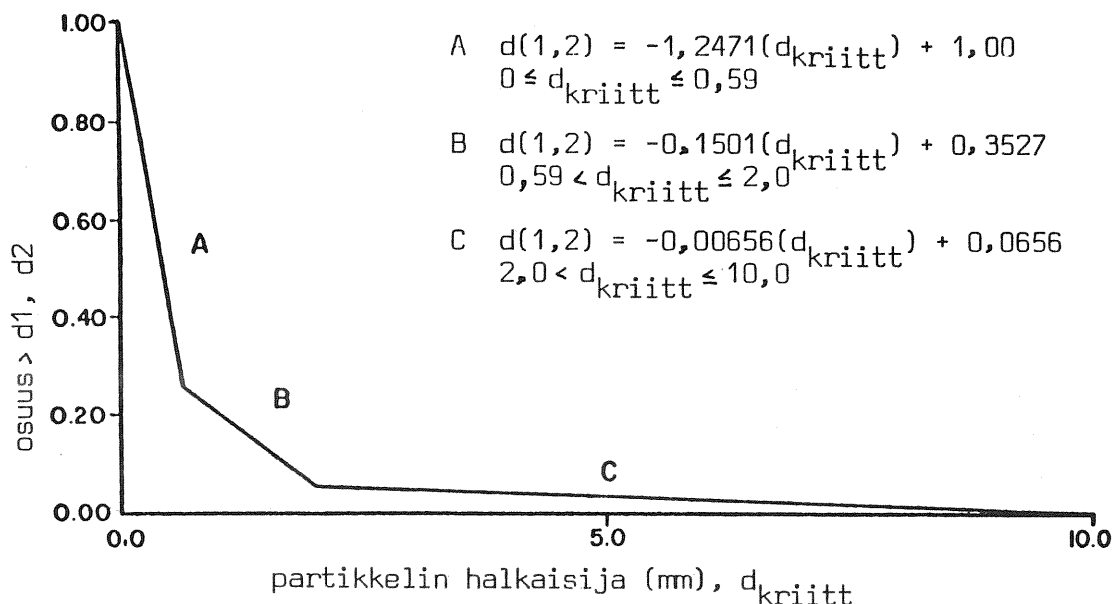 1.00
0.80
0.60
0.40
0.20
0.00
osuus > d1, d2
A d(1,2) = -1,2471(dkriitt) + 1,00
0 ≤ dkriitt ≤ 0,59
B d(1,2) = -0,1501(dkriitt) + 0,3527
0,59 < dkriitt ≤ 2,0
C d(1,2) = -0,00656(dkriitt) + 0,0656
2,0 < dkriitt ≤ 10,0
A
B
C
0.0 5.0 10.0
partikkelin halkaisija (mm), dkriitt